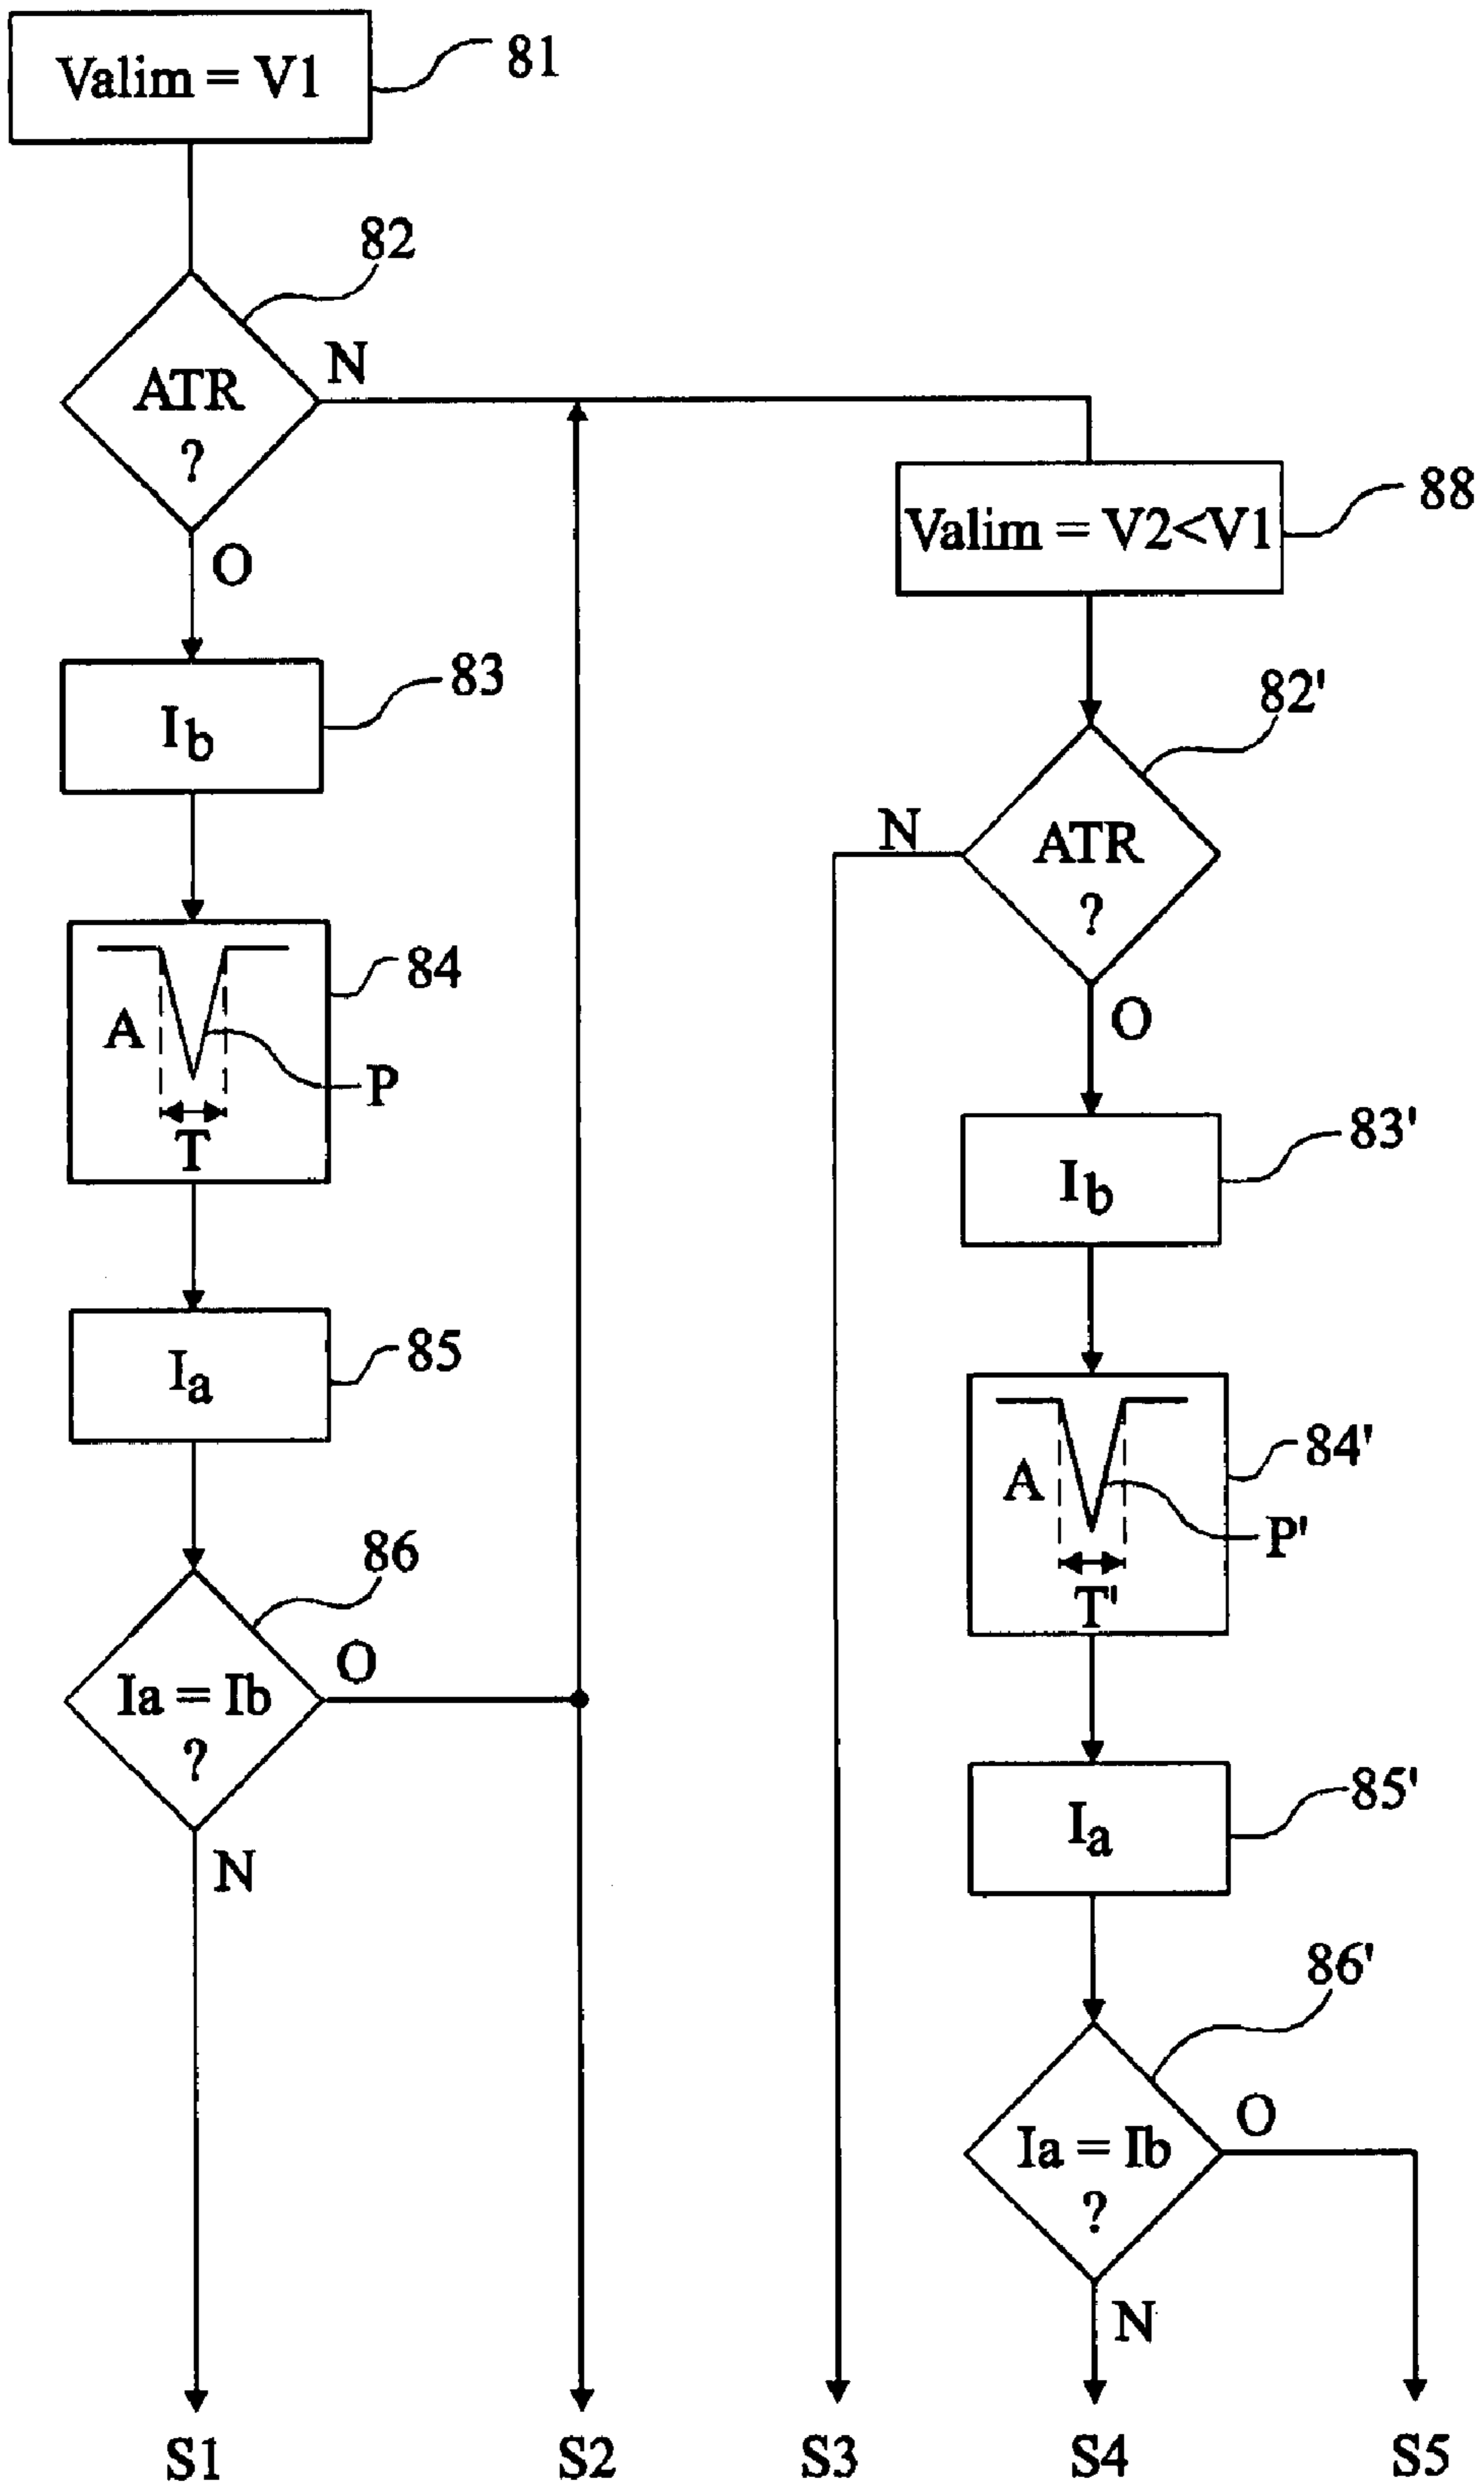 Valim = V1
81
82
ATR
?
N
O
Ib
83
A
P
T
84
Ia
85
86
Ia = Ib
?
O
N
Valim = V2<V1
88
82'
N
ATR
?
O
Ib
83'
A
P'
T'
84'
Ia
85'
86'
Ia = Ib
?
O
N
S1
S2
S3
S4
S5